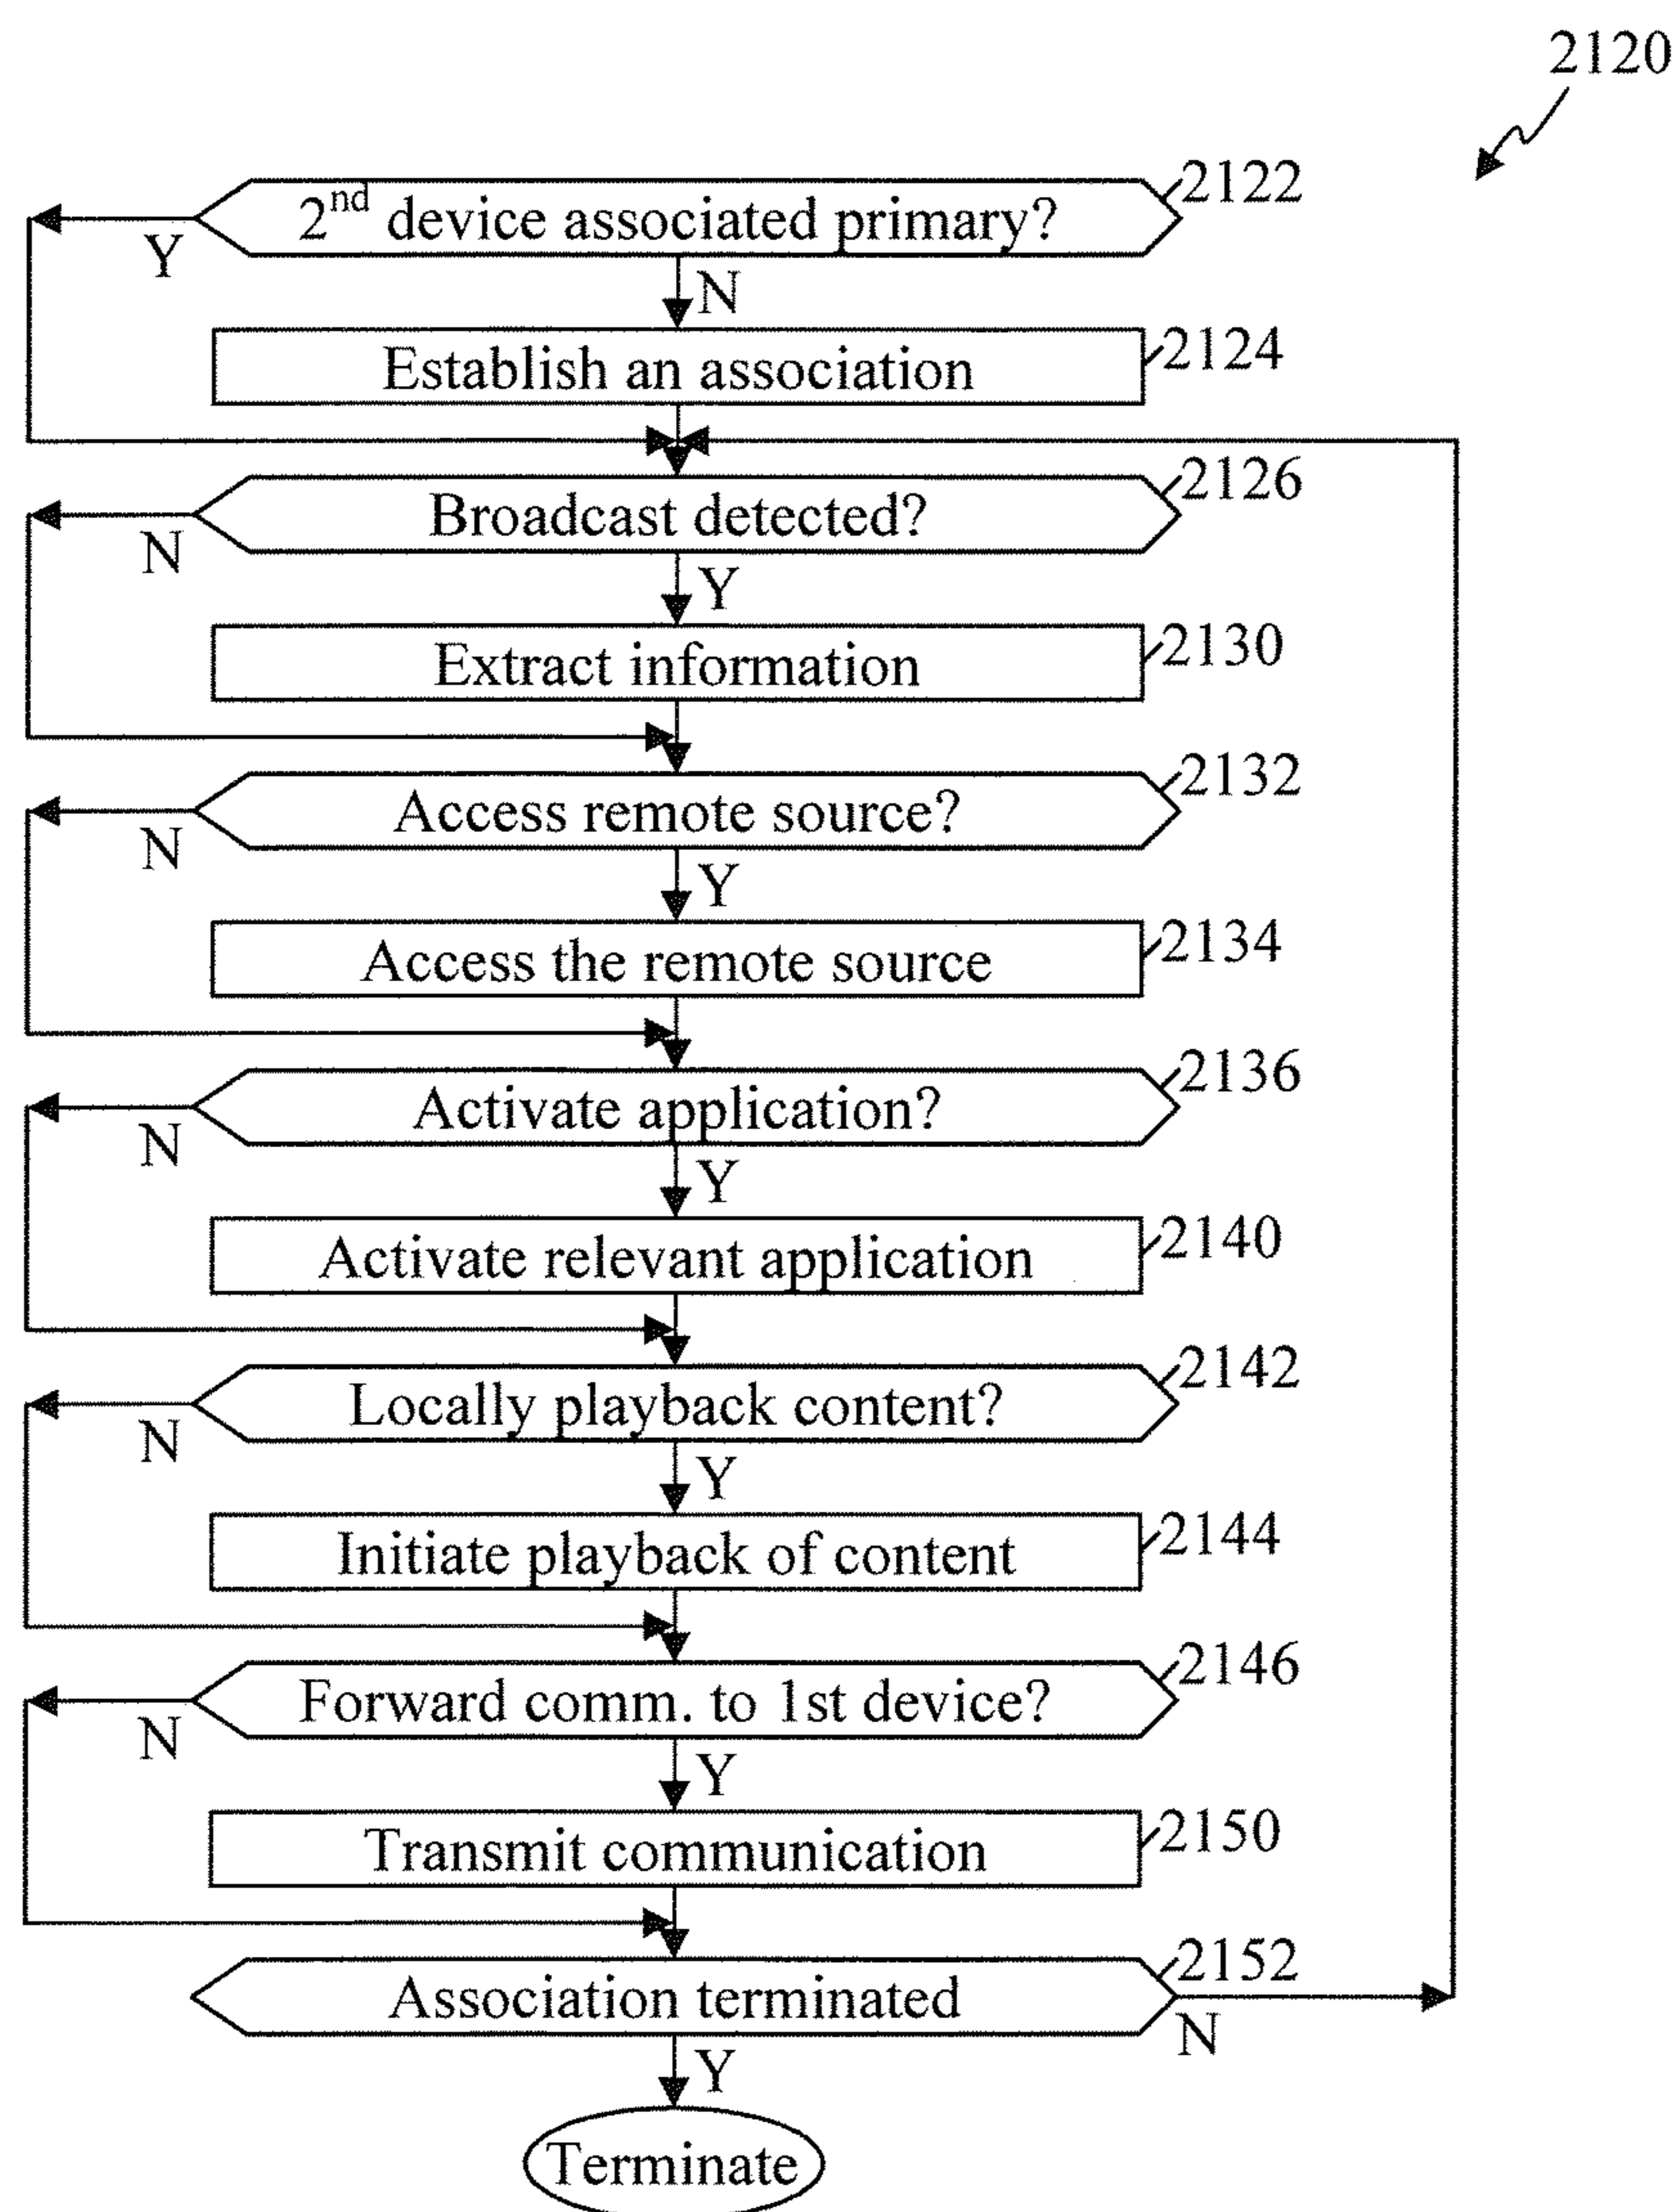 2120
2nd device associated primary?
2122
Y
N
Establish an association
2124
Broadcast detected?
2126
N
Y
Extract information
2130
Access remote source?
2132
N
Y
Access the remote source
2134
Activate application?
2136
N
Y
Activate relevant application
2140
Locally playback content?
2142
N
Y
Initiate playback of content
2144
Forward comm. to 1st device?
2146
N
Y
Transmit communication
2150
Association terminated
2152
N
Y
Terminate